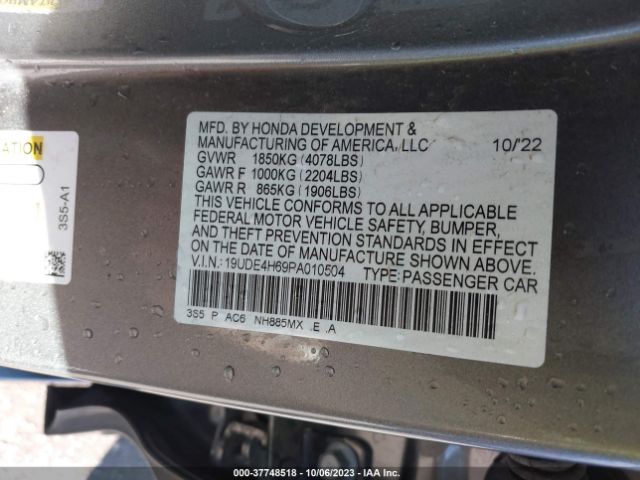 MFD. BY HONDA DEVELOPMENT &
MANUFACTURING OF AMERICA, LLC 10/'22
GVWR 1850KG (4078LBS)
GAWR F 1000KG (2204LBS)
GAWR R 865KG (1906LBS)
THIS VEHICLE CONFORMS TO ALL APPLICABLE
FEDERAL MOTOR VEHICLE SAFETY, BUMPER,
AND THEFT PREVENTION STANDARDS IN EFFECT
ON THE DATE OF MANUFACTURE SHOWN ABOVE.
V.I.N.: 19UDE4H69PA010504 TYPE: PASSENGER CAR
3S5 P AC6 NH885MX .E .A
3S5-A1
000-37748518 - 10/06/2023 - IAA Inc.